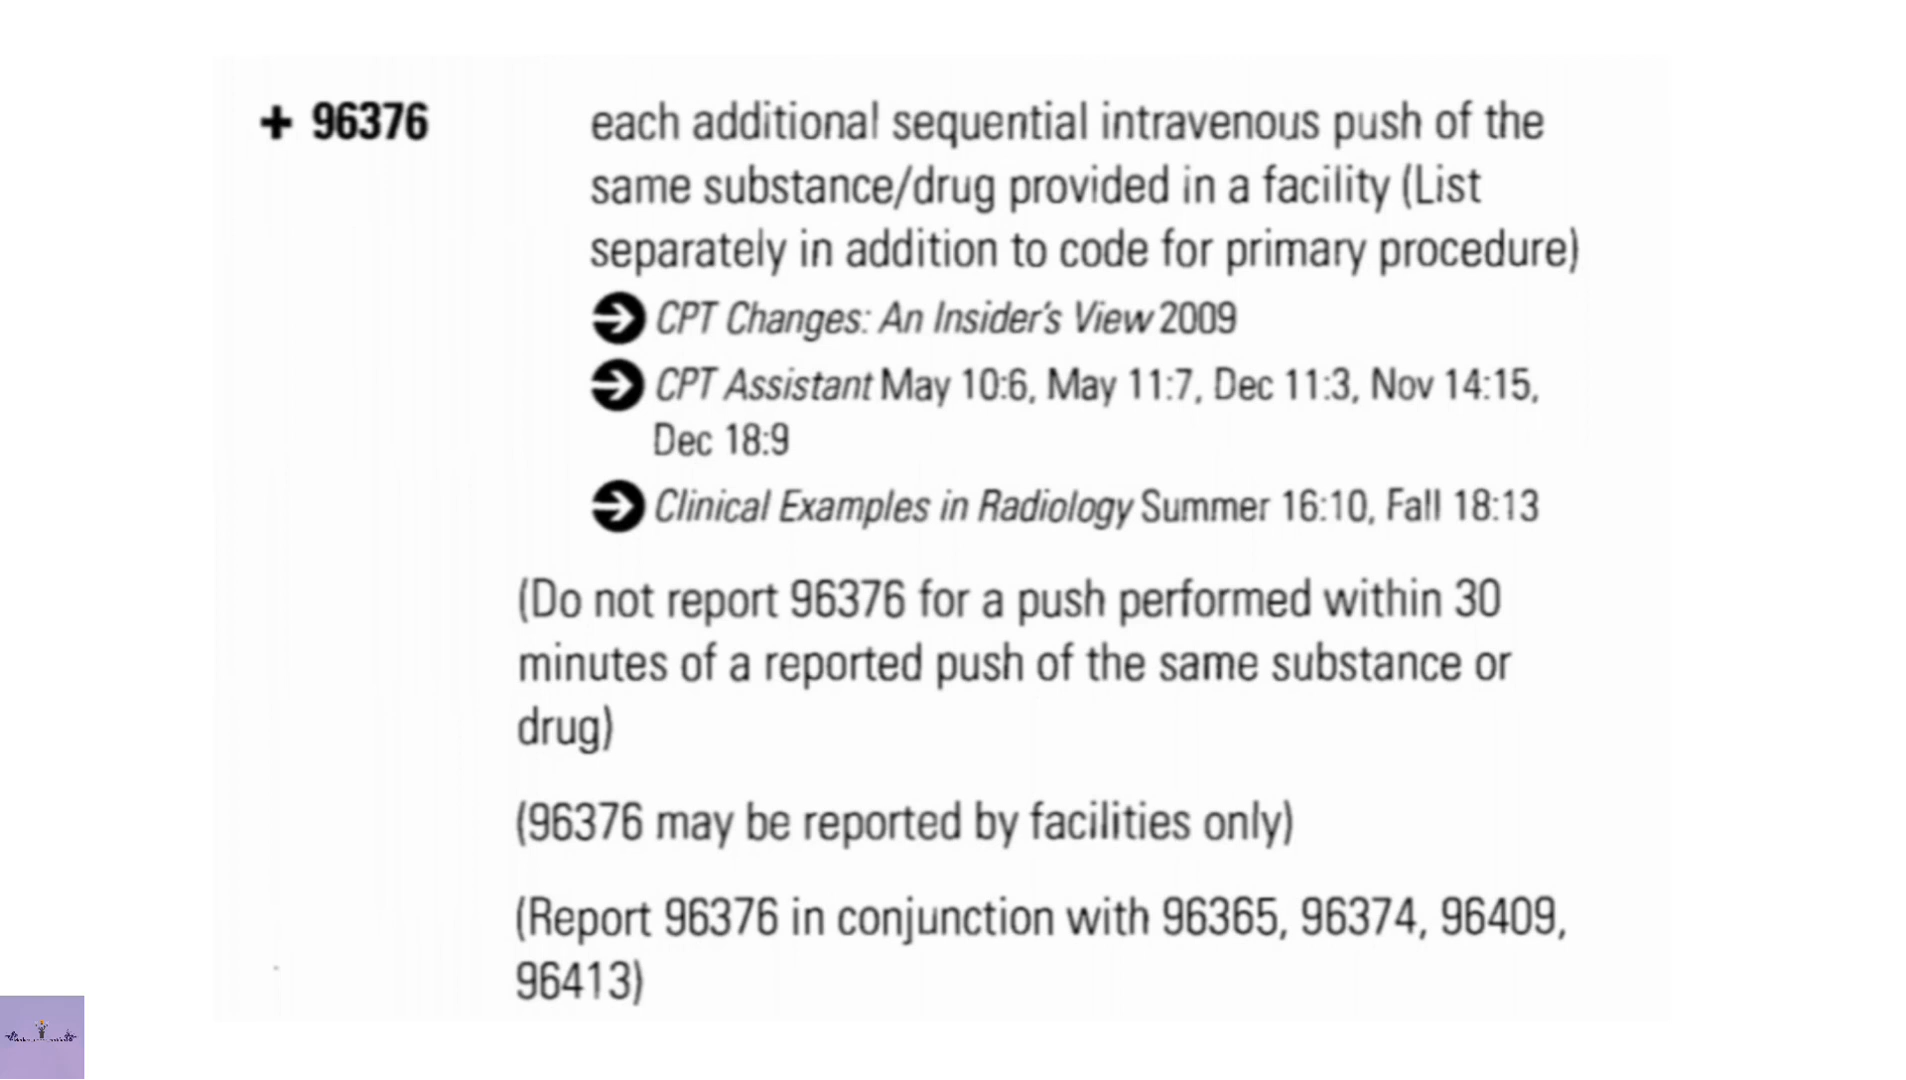 + 96376 each additional sequential intravenous push of the
same substance/drug provided in a facility (List
separately in addition to code for primary procedure)
CPT Changes: An Insider's View 2009
CPT Assistant May 10:6, May 11:7, Dec 11:3, Nov 14:15,
Dec 18:9
Clinical Examples in Radiology Summer 16:10, Fall 18:13
(Do not report 96376 for a push performed within 30
minutes of a reported push of the same substance or
drug)
(96376 may be reported by facilities only)
(Report 96376 in conjunction with 96365, 96374, 96409,
96413)